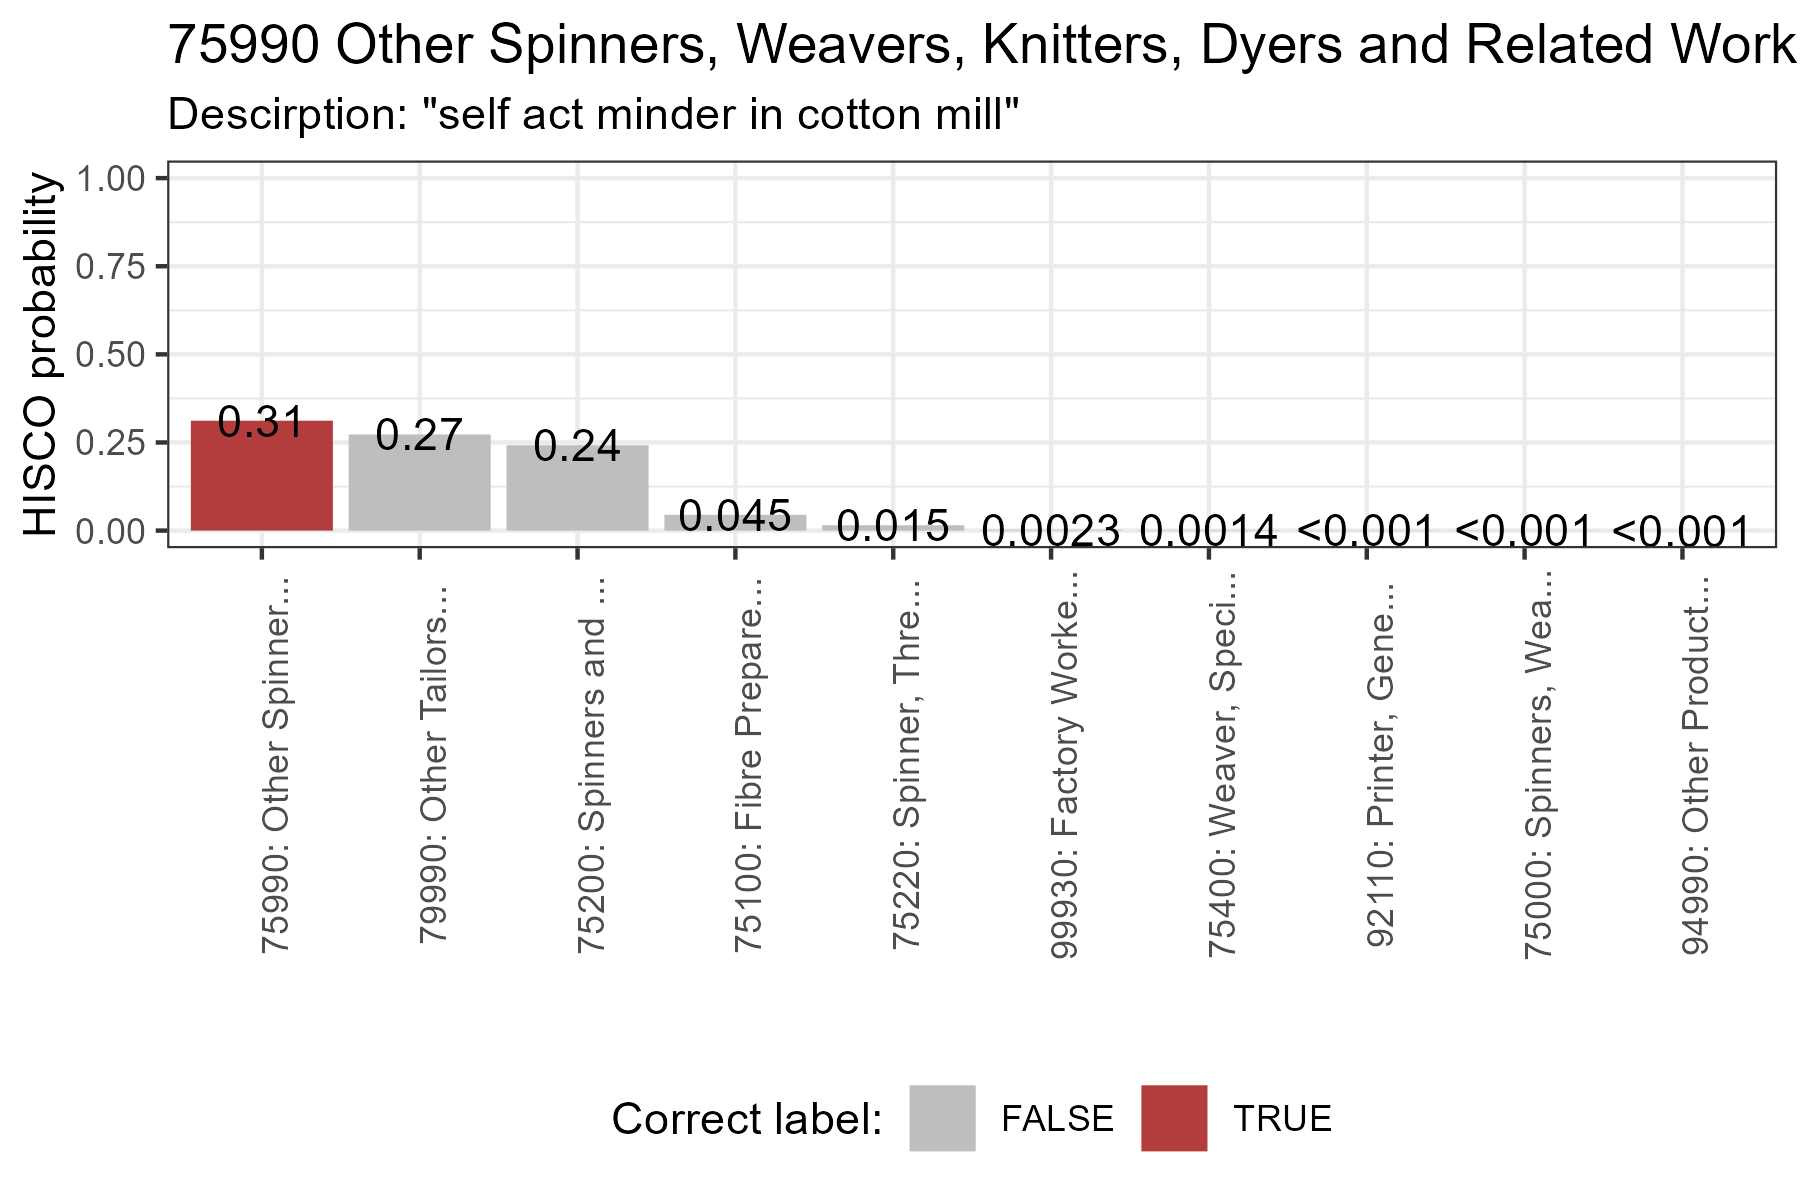 75990 Other Spinners, Weavers, Knitters, Dyers and Related Work
Descirption: "self act minder in cotton mill"
HISCO probability
1.00
0.75
0.50
0.25
0.00
0.31
0.27
0.24
0.045
0.015
0.0023
0.0014
<0.001
<0.001
<0.001
75990: Other Spinner...
79990: Other Tailors...
75200: Spinners and ...
75100: Fibre Prepare...
75220: Spinner, Thre...
99930: Factory Worke...
75400: Weaver, Speci...
92110: Printer, Gene...
75000: Spinners, Wea...
94990: Other Product...
Correct label: FALSE TRUE